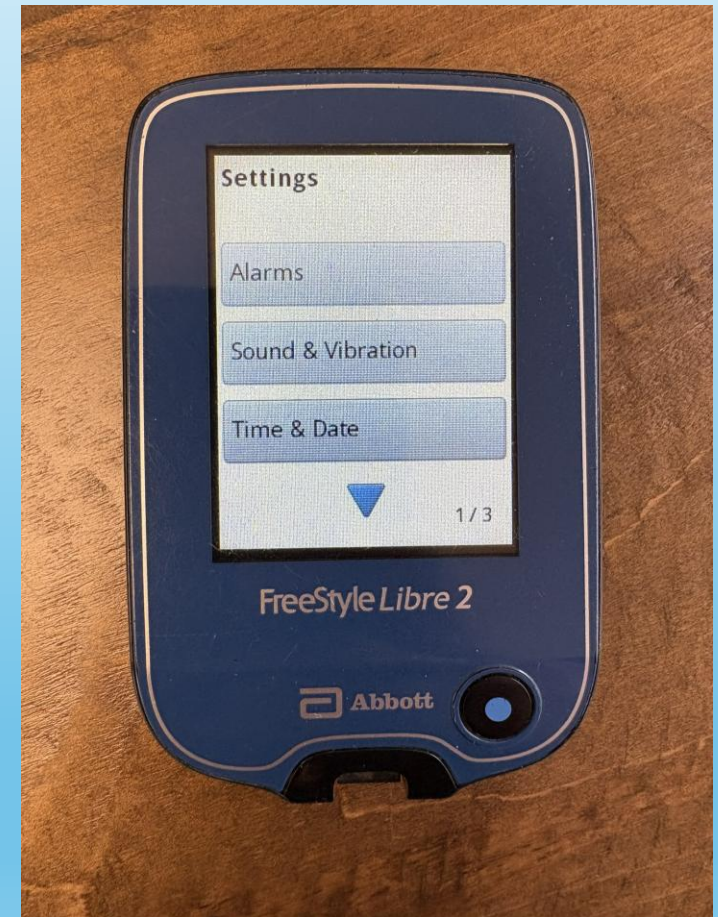 Settings
Alarms
Sound & Vibration
Time & Date
1 / 3
FreeStyle Libre 2
Abbott